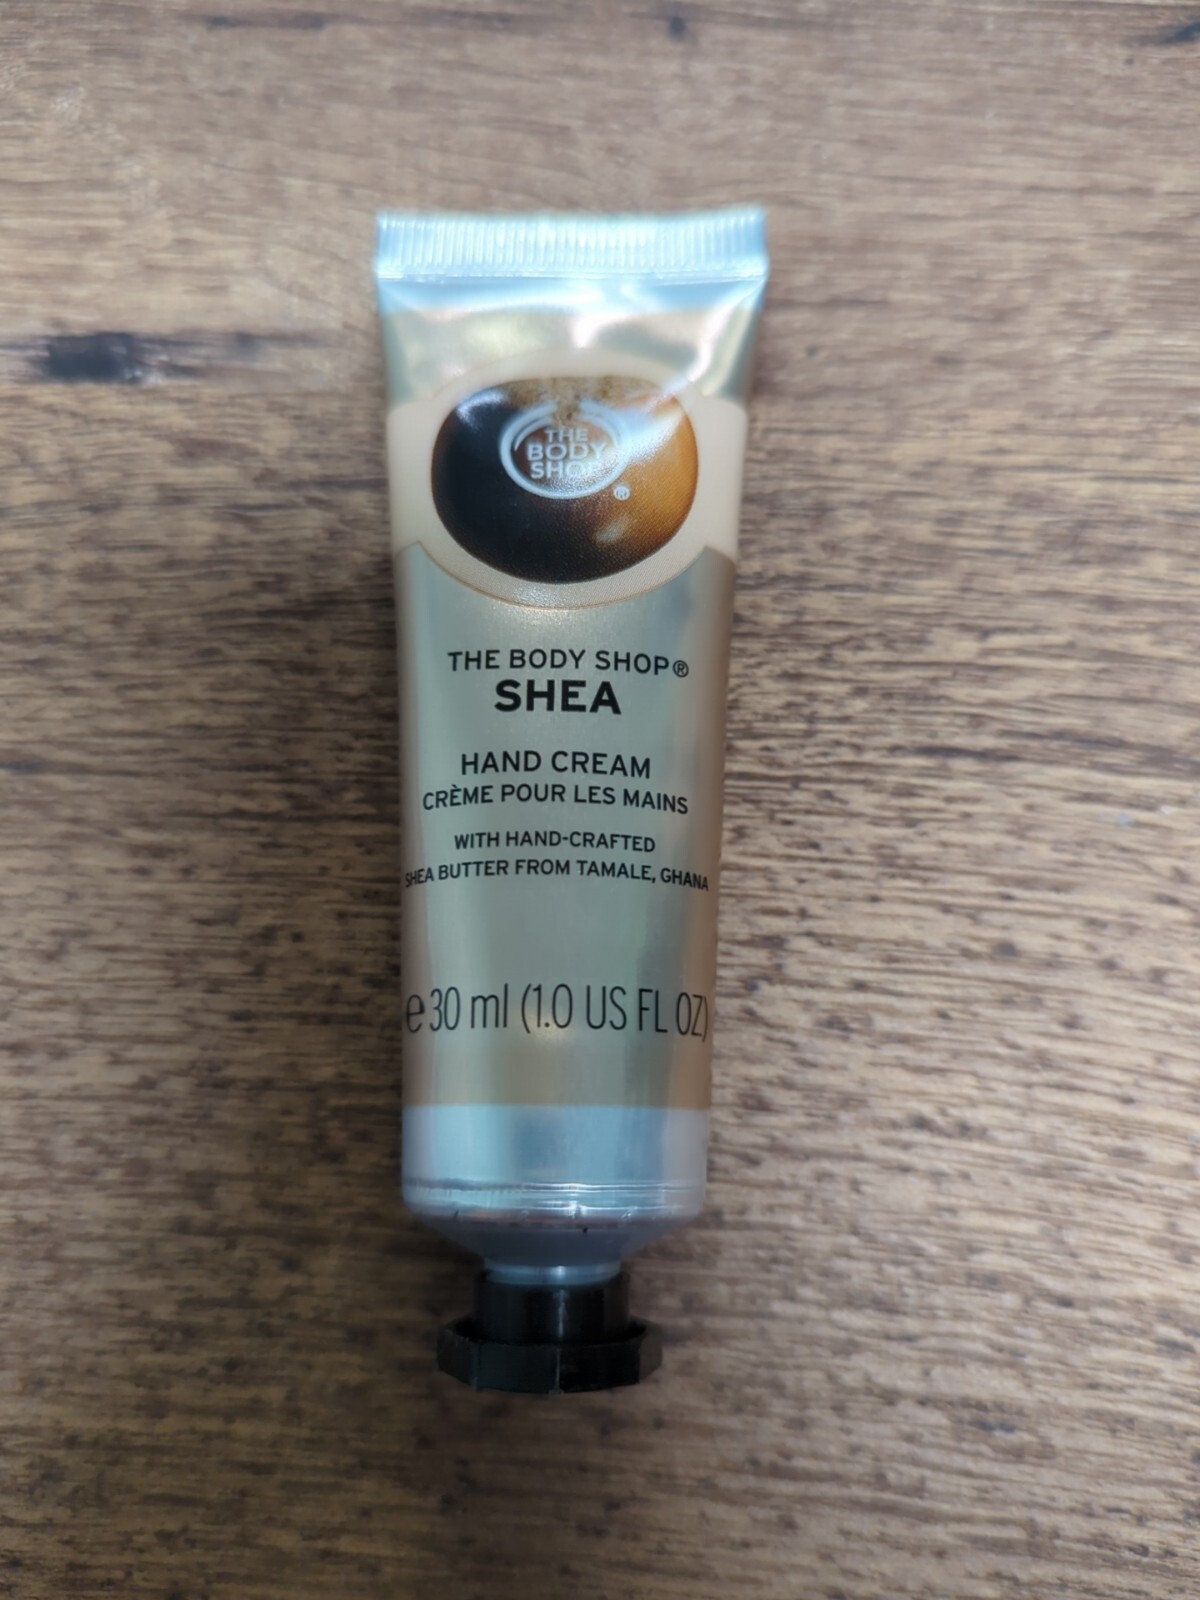 THE
BODY
SHOP
®
THE BODY SHOP®
SHEA
HAND CREAM
CRÈME POUR LES MAINS
WITH HAND-CRAFTED
SHEA BUTTER FROM TAMALE, GHANA
e 30 ml (1.0 US FL OZ)